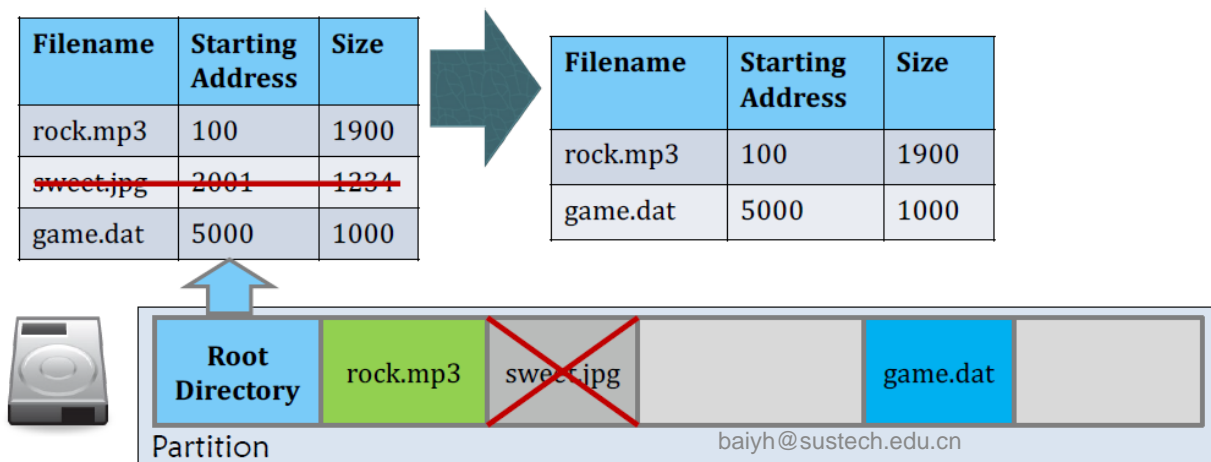 Filename Starting Address Size
rock.mp3 100 1900
sweet.jpg 2001 1234
game.dat 5000 1000
Filename Starting Address Size
rock.mp3 100 1900
game.dat 5000 1000
Root Directory rock.mp3 sweet.jpg game.dat
Partition
baiyh@sustech.edu.cn